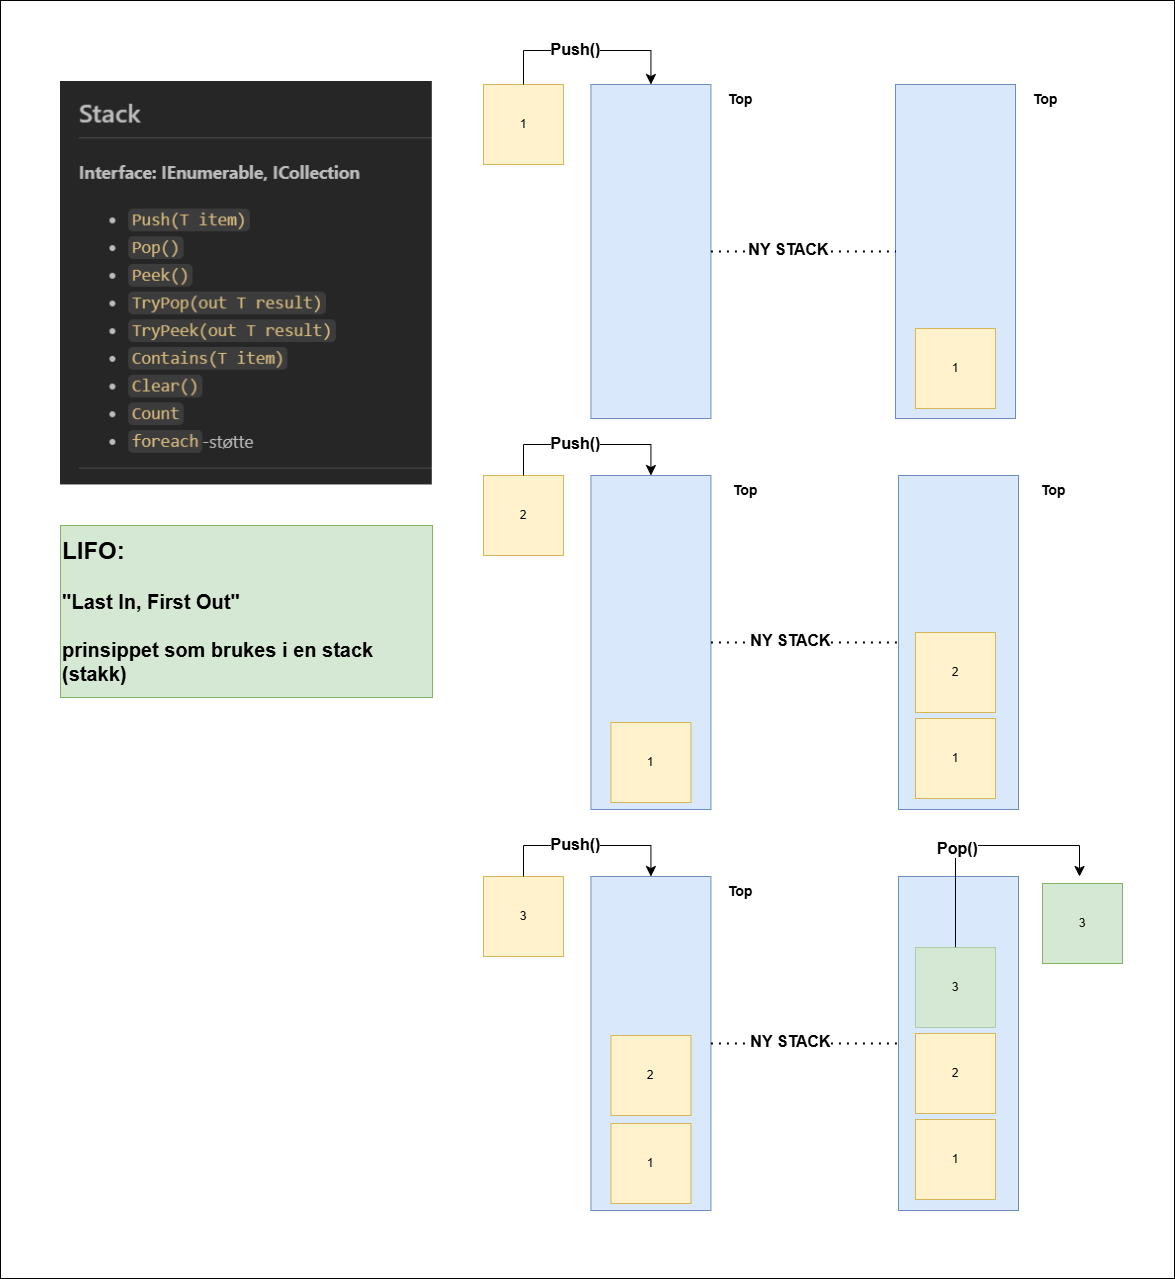 Stack
Interface: IEnumerable, ICollection
Push(T item)
Pop()
Peek()
TryPop(out T result)
TryPeek(out T result)
Contains(T item)
Clear()
Count
foreach-støtte
LIFO:
"Last In, First Out"
prinsippet som brukes i en stack
(stakk)
Push()
1
Top
NY STACK
Top
1
Push()
2
Top
1
NY STACK
Top
2
1
Push()
3
Top
2
1
NY STACK
Pop()
3
3
2
1